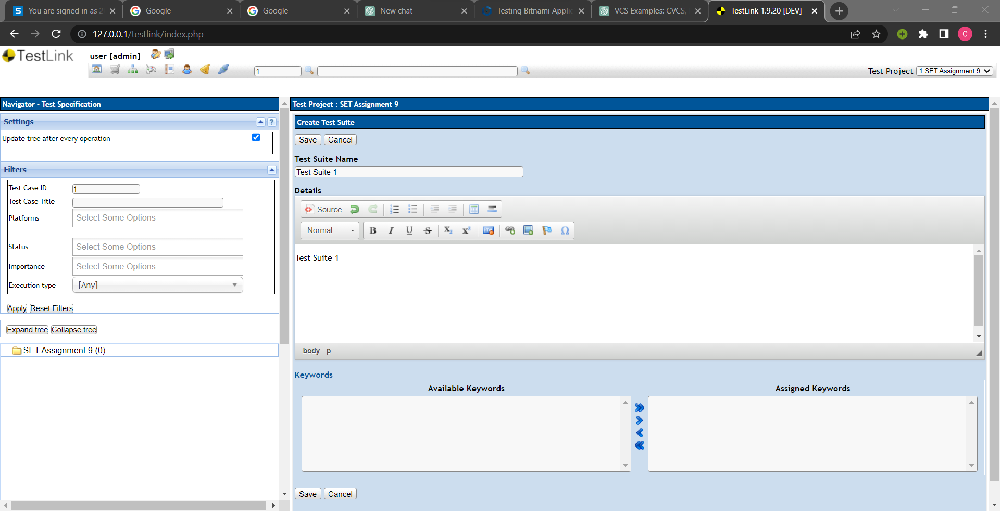 You are signed in as 2
Google
Google
New chat
Testing Bitnami Applic
VCS Examples: CVCS,
TestLink 1.9.20 [DEV]
127.0.0.1/testlink/index.php
C
TestLink
user [admin]
1-
Test Project 1:SET Assignment 9
Navigator - Test Specification
Settings
Update tree after every operation
Filters
Test Case ID 1-
Test Case Title
Platforms Select Some Options
Status Select Some Options
Importance Select Some Options
Execution type [Any]
Apply Reset Filters
Expand tree Collapse tree
SET Assignment 9 (0)
Test Project : SET Assignment 9
Create Test Suite
Save Cancel
Test Suite Name
Test Suite 1
Details
Source
Normal B I U S X2 X2 HTML Ω
Test Suite 1
body p
Keywords
Available Keywords Assigned Keywords
Save Cancel